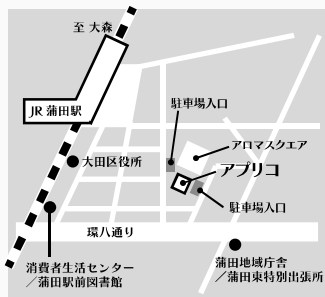 至 大森
JR 蒲田駅
駐車場入口
アロマスクエア
大田区役所
アプリコ
駐車場入口
環八通り
消費者生活センター
／蒲田駅前図書館
蒲田地域庁舎
／蒲田東特別出張所